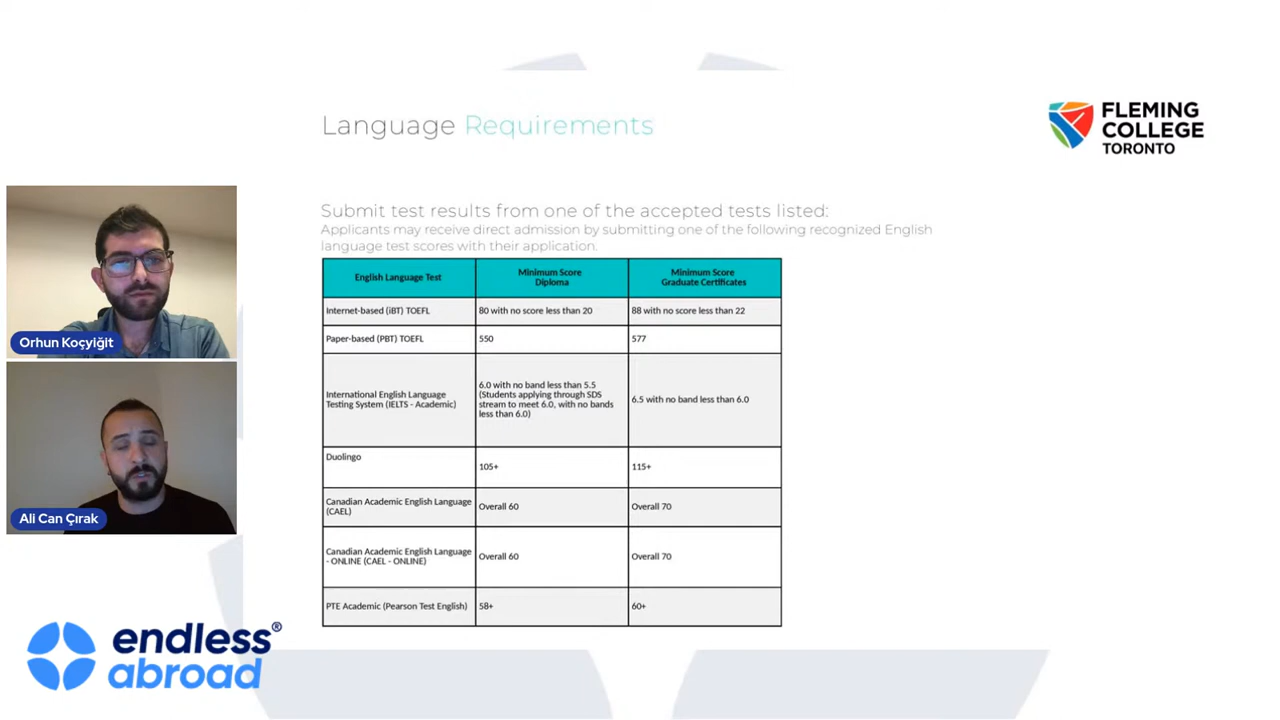 Language Requirements
FLEMING
COLLEGE
TORONTO
Submit test results from one of the accepted tests listed:
Applicants may receive direct admission by submitting one of the following recognized English
language test scores with their application.
English Language Test
Minimum Score
Diploma
Minimum Score
Graduate Certificates
Internet-based (iBT) TOEFL
80 with no score less than 20
88 with no score less than 22
Paper-based (PBT) TOEFL
550
577
International English Language
Testing System (IELTS - Academic)
6.0 with no band less than 5.5
(Students applying through SDS
stream to meet 6.0, with no bands
less than 6.0)
6.5 with no band less than 6.0
Duolingo
105+
115+
Canadian Academic English Language
(CAEL)
Overall 60
Overall 70
Canadian Academic English Language
- ONLINE (CAEL - ONLINE)
Overall 60
Overall 70
PTE Academic (Pearson Test English)
58+
60+
Orhun Koçyiğit
Ali Can Çırak
endless®
abroad